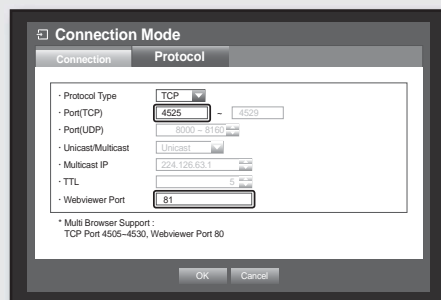 Connection Mode
Connection Protocol
· Protocol Type TCP
· Port(TCP) 4525 ~ 4529
· Port(UDP) 8000 ~ 8160
· Unicast/Multicast Unicast
· Multicast IP 224.126.63.1
· TTL 5
· Webviewer Port 81
* Multi Browser Support :
TCP Port 4505~4530, Webviewer Port 80
OK Cancel